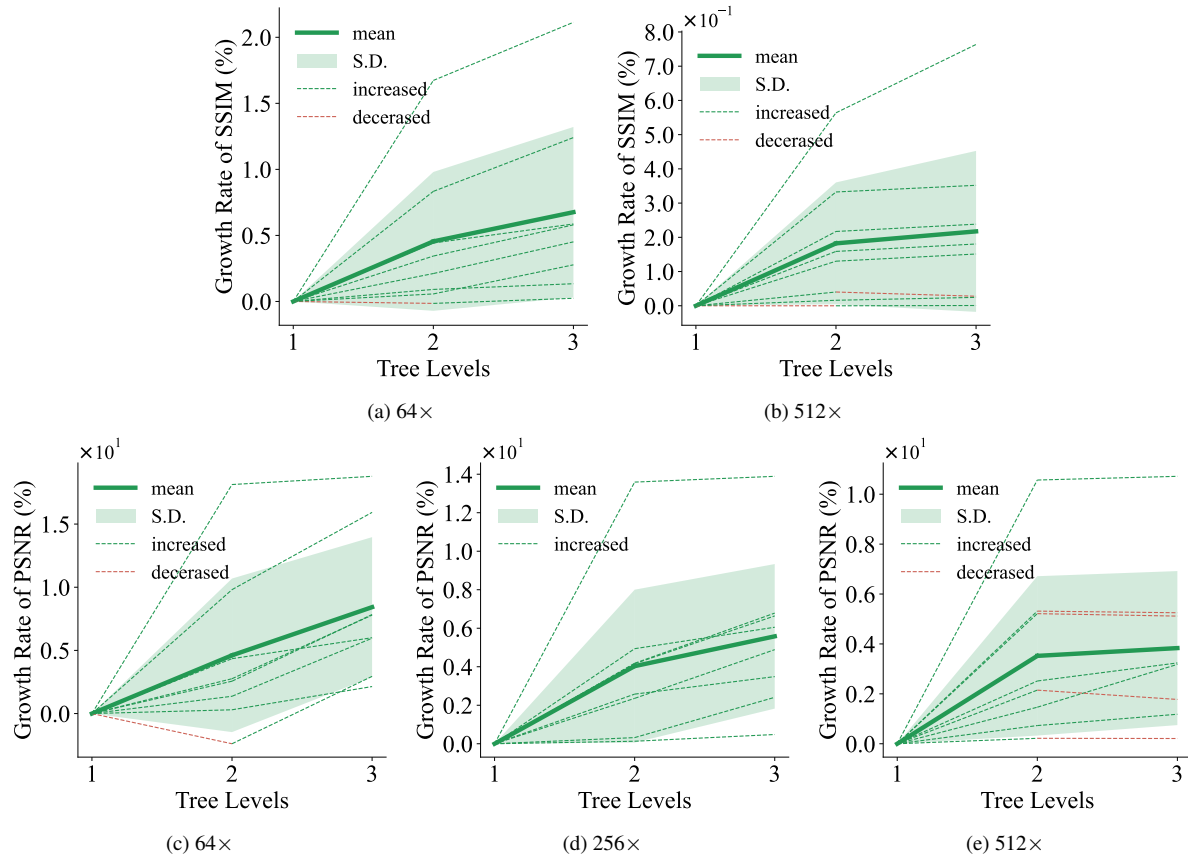 Growth Rate of SSIM (%)
2.0
1.5
1.0
0.5
0.0
mean
S.D.
increased
decerased
1 2 3
Tree Levels
(a) 64×
×10⁻¹
Growth Rate of SSIM (%)
8.0
7.0
6.0
5.0
4.0
3.0
2.0
1.0
0.0
mean
S.D.
increased
decerased
1 2 3
Tree Levels
(b) 512×
×10¹
Growth Rate of PSNR (%)
1.5
1.0
0.5
0.0
mean
S.D.
increased
decerased
1 2 3
Tree Levels
(c) 64×
×10¹
Growth Rate of PSNR (%)
1.4
1.2
1.0
0.8
0.6
0.4
0.2
0.0
mean
S.D.
increased
1 2 3
Tree Levels
(d) 256×
×10¹
Growth Rate of PSNR (%)
1.0
0.8
0.6
0.4
0.2
0.0
mean
S.D.
increased
decerased
1 2 3
Tree Levels
(e) 512×